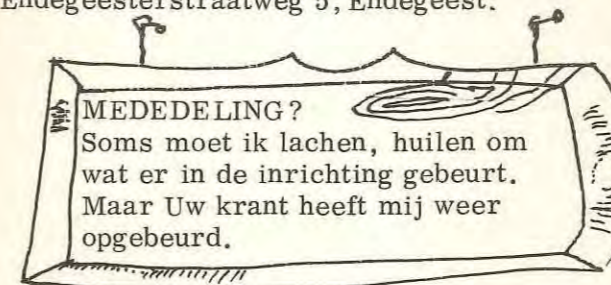 Endegeesterstraatweg 5, Endegeest.
MEDEDELING?
Soms moet ik lachen, huilen om
wat er in de inrichting gebeurt.
Maar Uw krant heeft mij weer
opgebeurd.